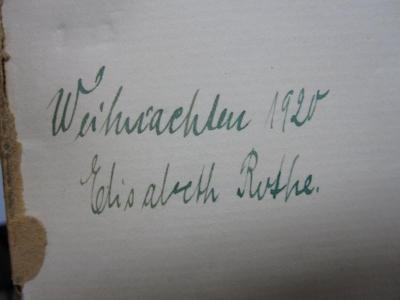 Weihnachten 1920
Elisabeth Rothe.